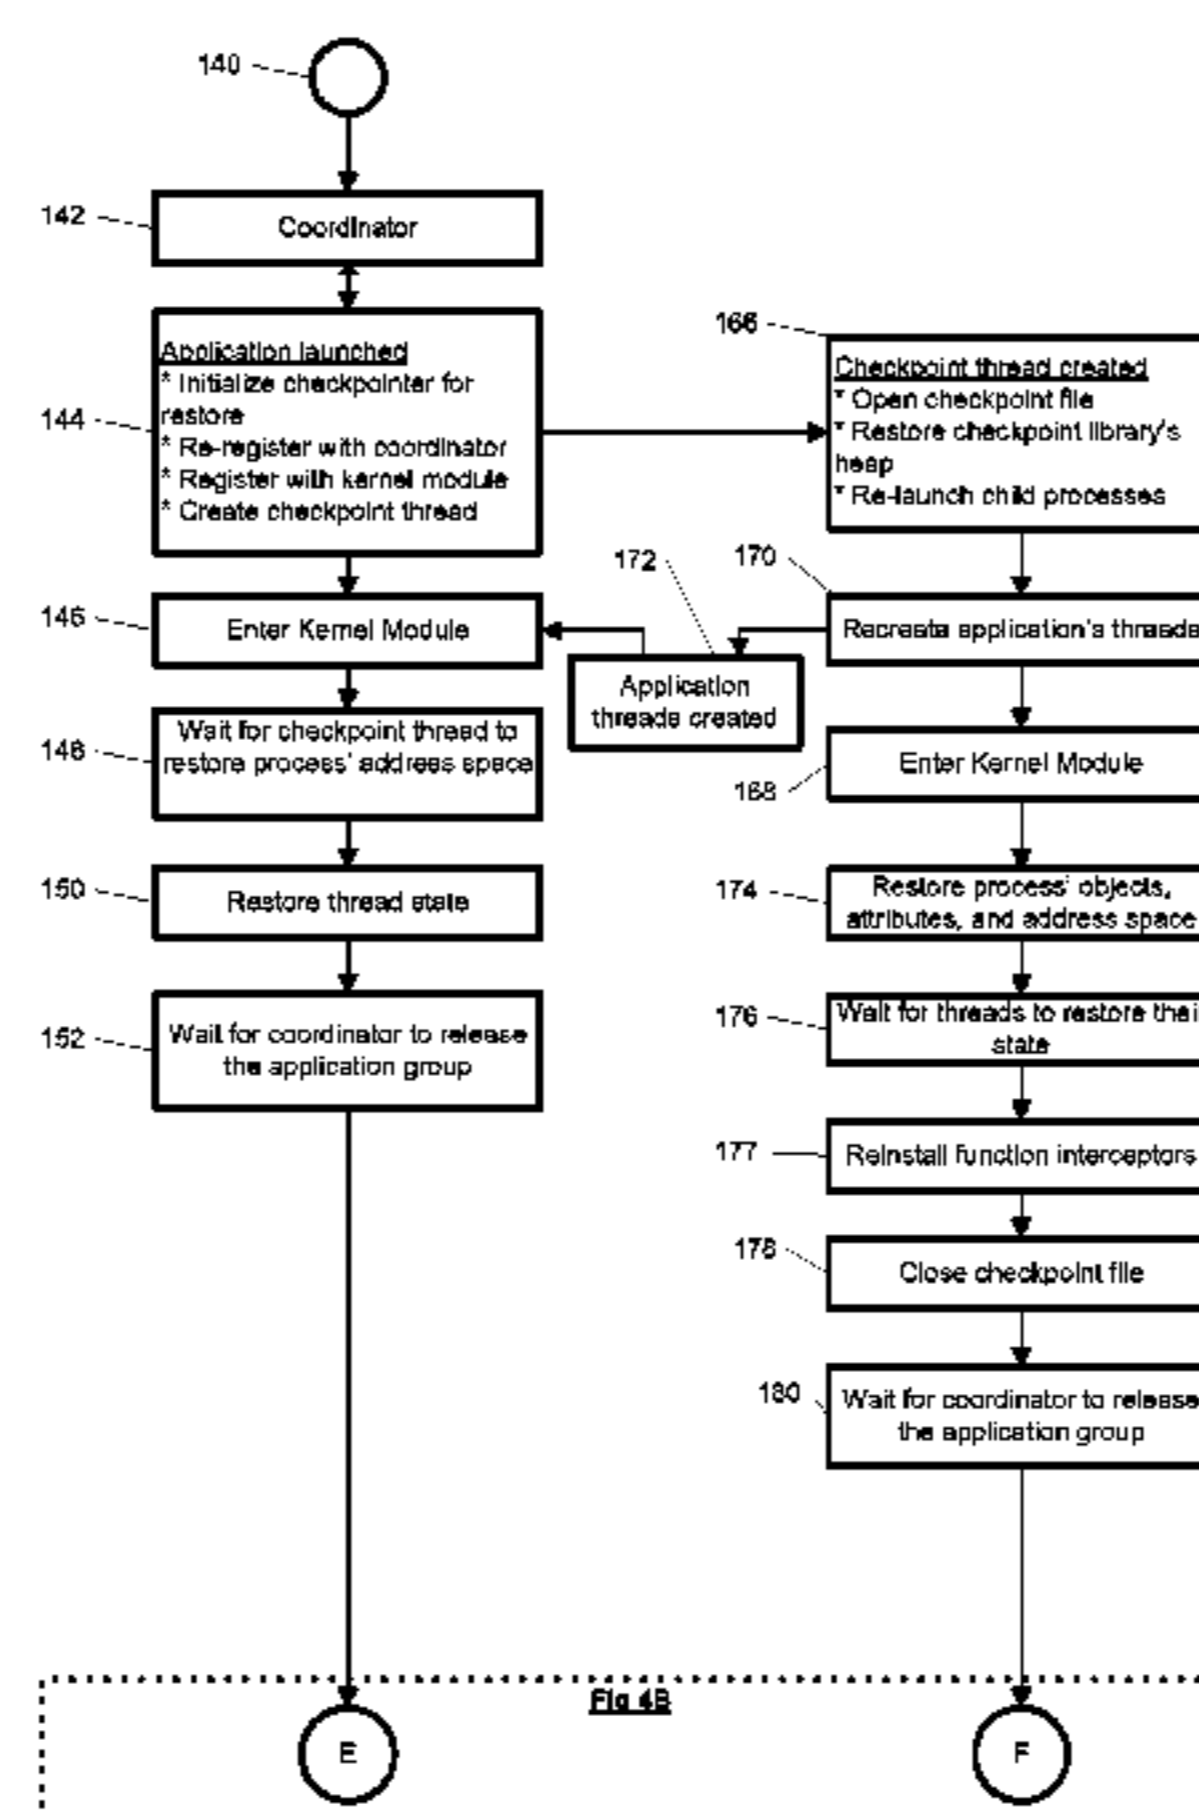 140
142
Coordinator
Application launched
* Initialize checkpointer for
restore
* Re-register with coordinator
* Register with kernel module
* Create checkpoint thread
144
166
Checkpoint thread created
* Open checkpoint file
* Restore checkpoint library's
heap
* Re-launch child processes
172
170
Enter Kernel Module
Recreate application's threads
Application
threads created
148
Wait for checkpoint thread to
restore process' address space
Enter Kernel Module
168
150
Restore thread state
174
Restore process' objects,
attributes, and address space
152
Wait for coordinator to release
the application group
176
Wait for threads to restore their
state
177
Reinstall function interceptors
178
Close checkpoint file
180
Wait for coordinator to release
the application group
Fig 4B
E
F